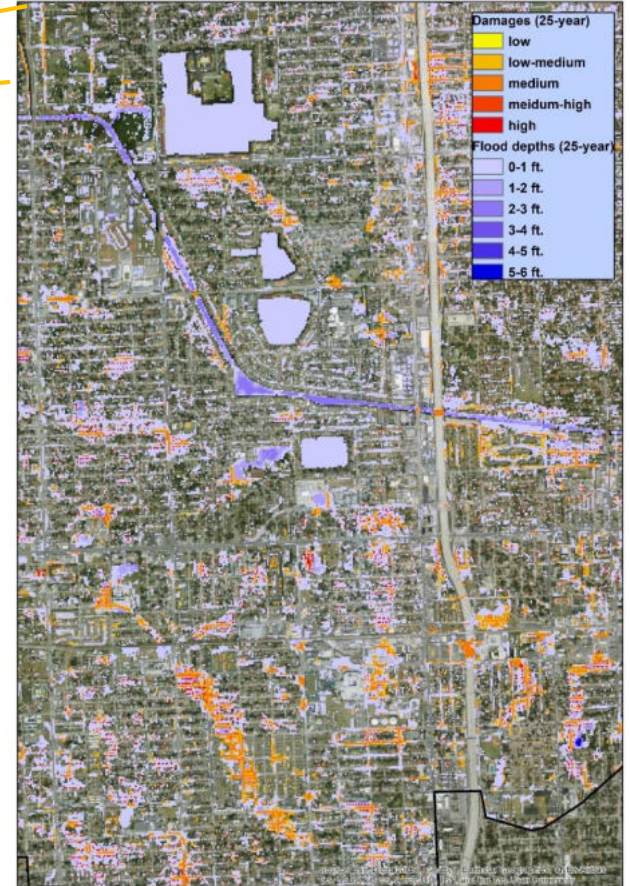 Damages (25-year)
low
low-medium
medium
meidum-high
high
Flood depths (25-year)
0-1 ft.
1-2 ft.
2-3 ft.
3-4 ft.
4-5 ft.
5-6 ft.